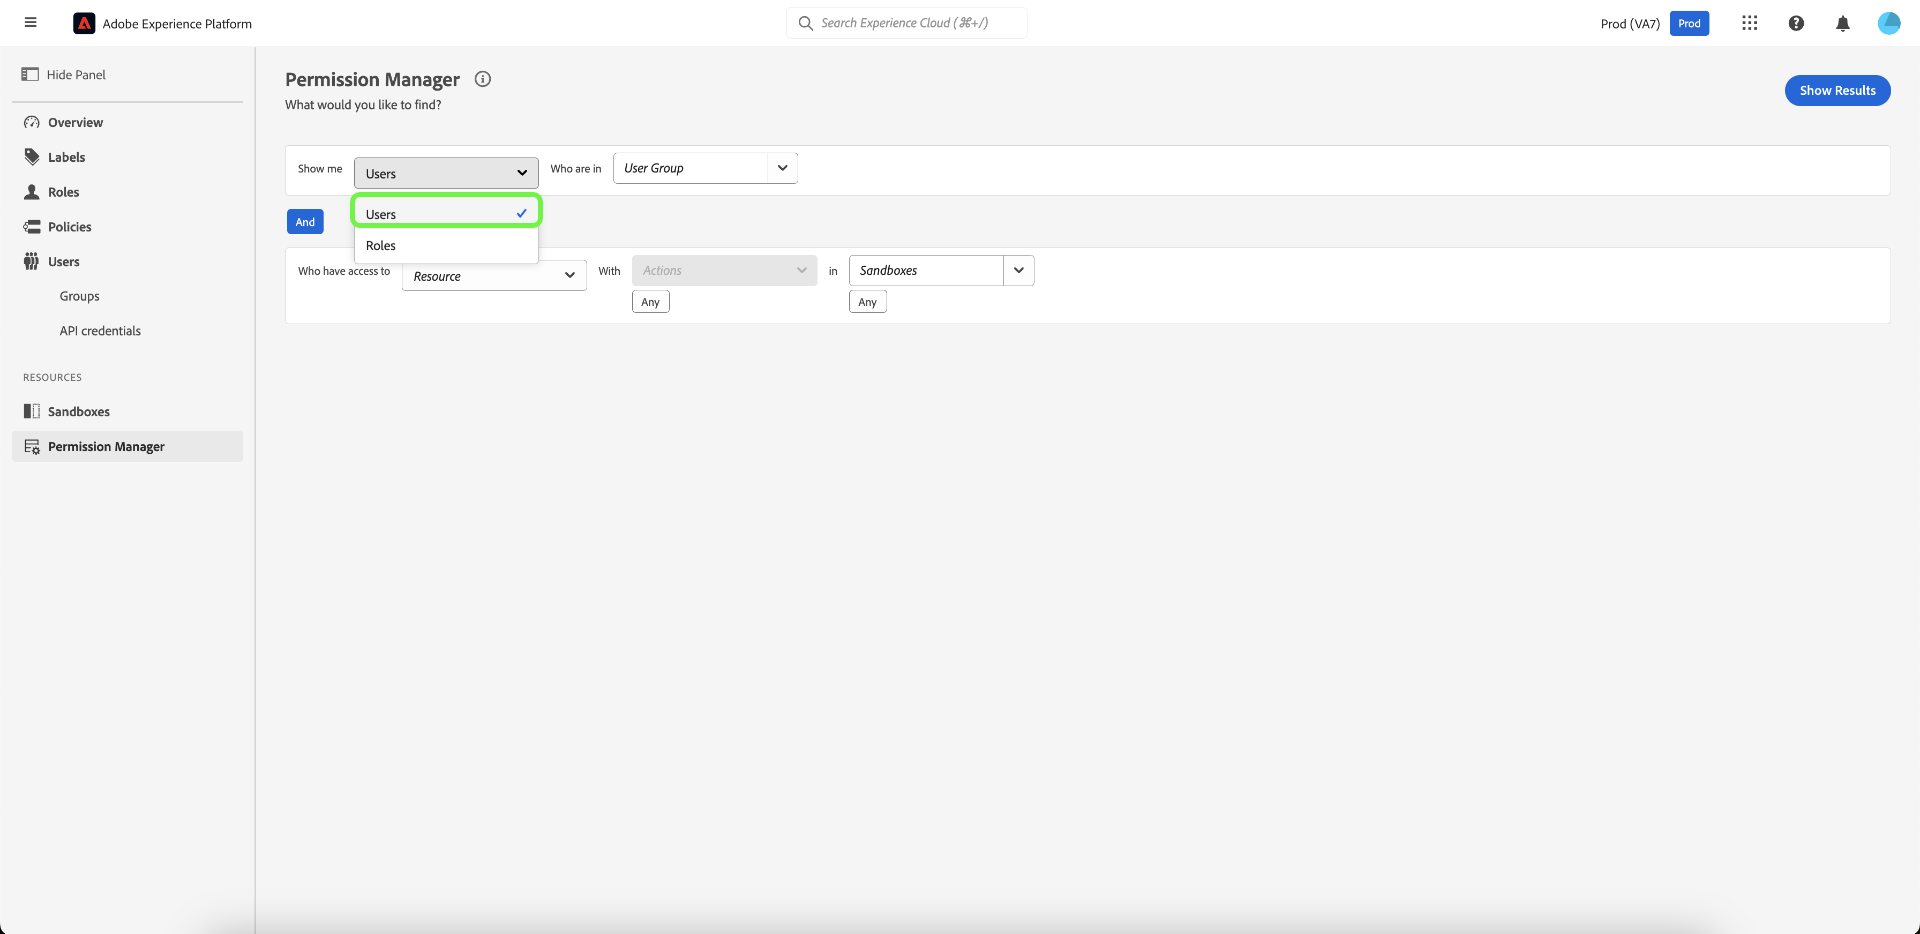 Adobe Experience Platform
Search Experience Cloud (⌘+/)
Prod (VA7) Prod
Hide Panel
Overview
Labels
Roles
Policies
Users
Groups
API credentials
RESOURCES
Sandboxes
Permission Manager
Permission Manager
What would you like to find?
Show Results
Show me Users Who are in User Group
Users
Roles
And
Who have access to Resource With Actions in Sandboxes
Any Any